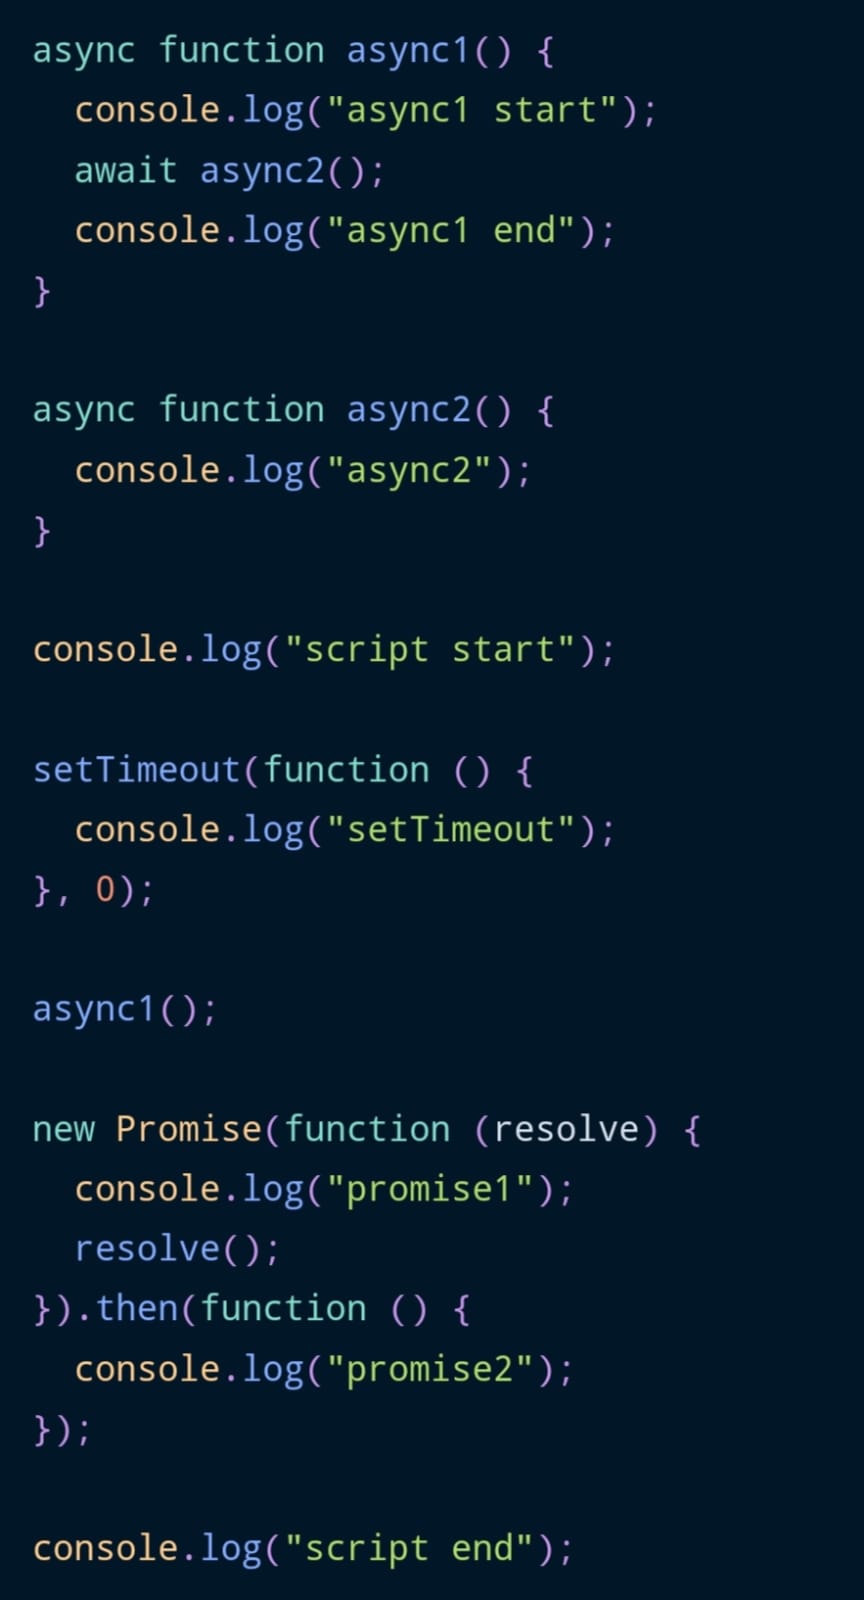 async function async1() {
  console.log("async1 start");
  await async2();
  console.log("async1 end");
}

async function async2() {
  console.log("async2");
}

console.log("script start");

setTimeout(function () {
  console.log("setTimeout");
}, 0);

async1();

new Promise(function (resolve) {
  console.log("promise1");
  resolve();
}).then(function () {
  console.log("promise2");
});

console.log("script end");